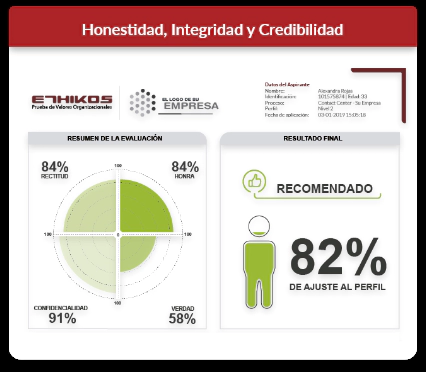 Honestidad, Integridad y Credibilidad
ETHIKOS
Prueba de Valores Organizacionales
EL LOGO DE SU
EMPRESA
Datos del Aspirante
Nombre: Alexandra Rojas
Identificación: 101575874 | Edad: 33
Proceso: Contact Center - Su Empresa
Perfil: Nivel 2
Fecha de aplicación: 03-01-2019 15:05:18
RESUMEN DE LA EVALUACIÓN
84%
RECTITUD
84%
HONRA
100
100
0
100
100
CONFIDENCIALIDAD
91%
VERDAD
58%
RESULTADO FINAL
RECOMENDADO
82%
DE AJUSTE AL PERFIL